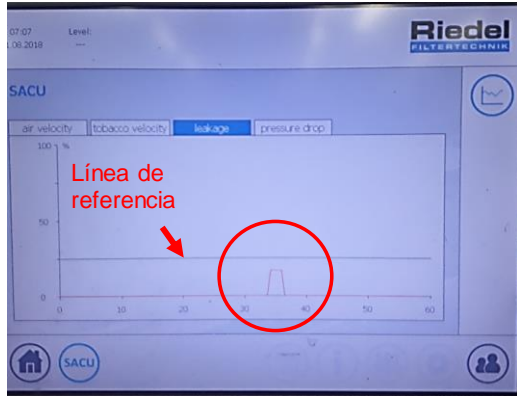 07:07 Level:
.08.2018 ---
Riedel
FILTERTECHNIK
SACU
air velocity tobacco velocity leakage pressure drop
100 %
Línea de
referencia
50
0
0 10 20 30 40 50 60
SACU